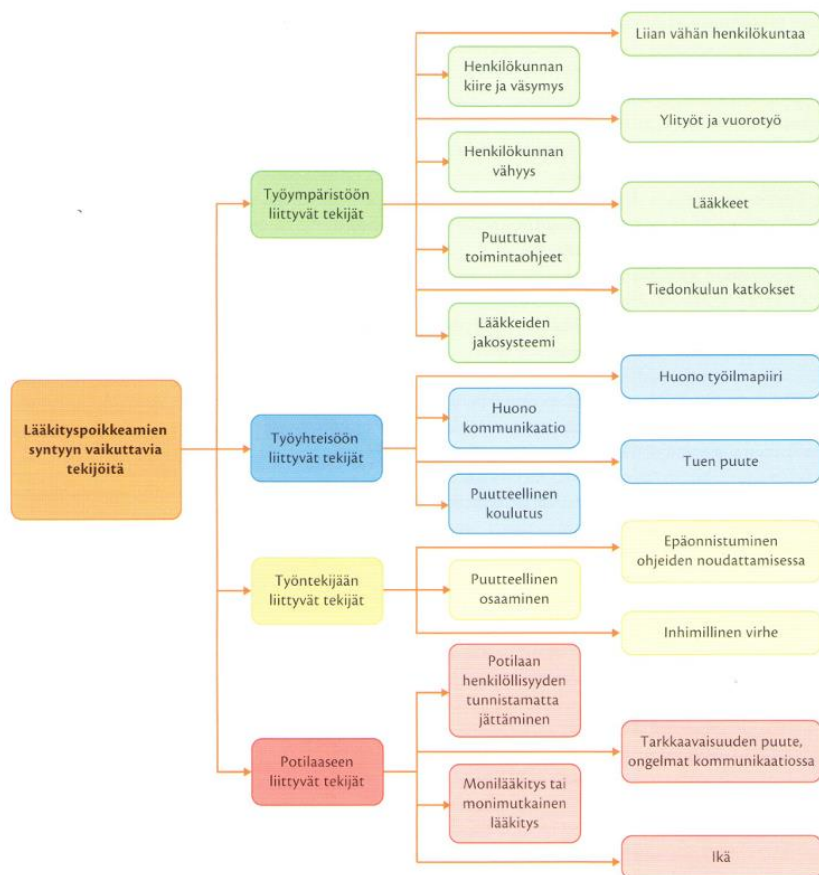 Lääkityspoikkeamien
syntyyn vaikuttavia
tekijöitä
Työympäristöön
liittyvät tekijät
Liian vähän henkilökuntaa
Henkilökunnan
kiire ja väsymys
Ylityöt ja vuorotyö
Henkilökunnan
vähyys
Lääkkeet
Puuttuvat
toimintaohjeet
Tiedonkulun katkokset
Lääkkeiden
jakosysteemi
Työyhteisöön
liittyvät tekijät
Huono työilmapiiri
Huono
kommunikaatio
Tuen puute
Puutteellinen
koulutus
Työntekijään
liittyvät tekijät
Epäonnistuminen
ohjeiden noudattamisessa
Puutteellinen
osaaminen
Inhimillinen virhe
Potilaaseen
liittyvät tekijät
Potilaan
henkilöllisyyden
tunnistamatta
jättäminen
Tarkkaavaisuuden puute,
ongelmat kommunikaatiossa
Monilääkitys tai
monimutkainen
lääkitys
Ikä